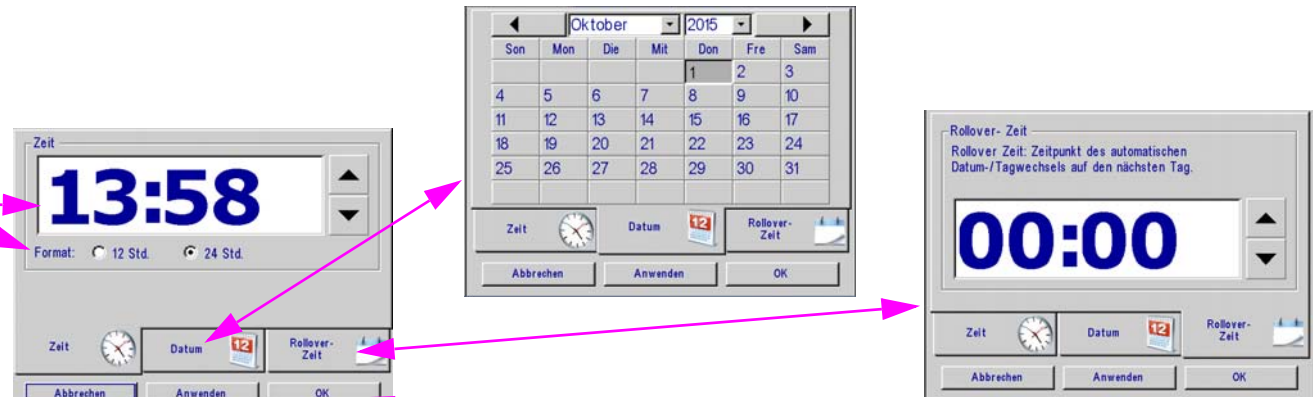 Zeit
13:58
Format: 12 Std. 24 Std.
Zeit Datum 12 Rollover-
Zeit
Abbrechen Anwenden OK
Oktober 2015
Son Mon Die Mit Don Fre Sam
1 2 3
4 5 6 7 8 9 10
11 12 13 14 15 16 17
18 19 20 21 22 23 24
25 26 27 28 29 30 31
Zeit Datum 12 Rollover-
Zeit
Abbrechen Anwenden OK
Rollover- Zeit
Rollover Zeit: Zeitpunkt des automatischen
Datum-/Tagwechsels auf den nächsten Tag.
00:00
Zeit Datum 12 Rollover-
Zeit
Abbrechen Anwenden OK